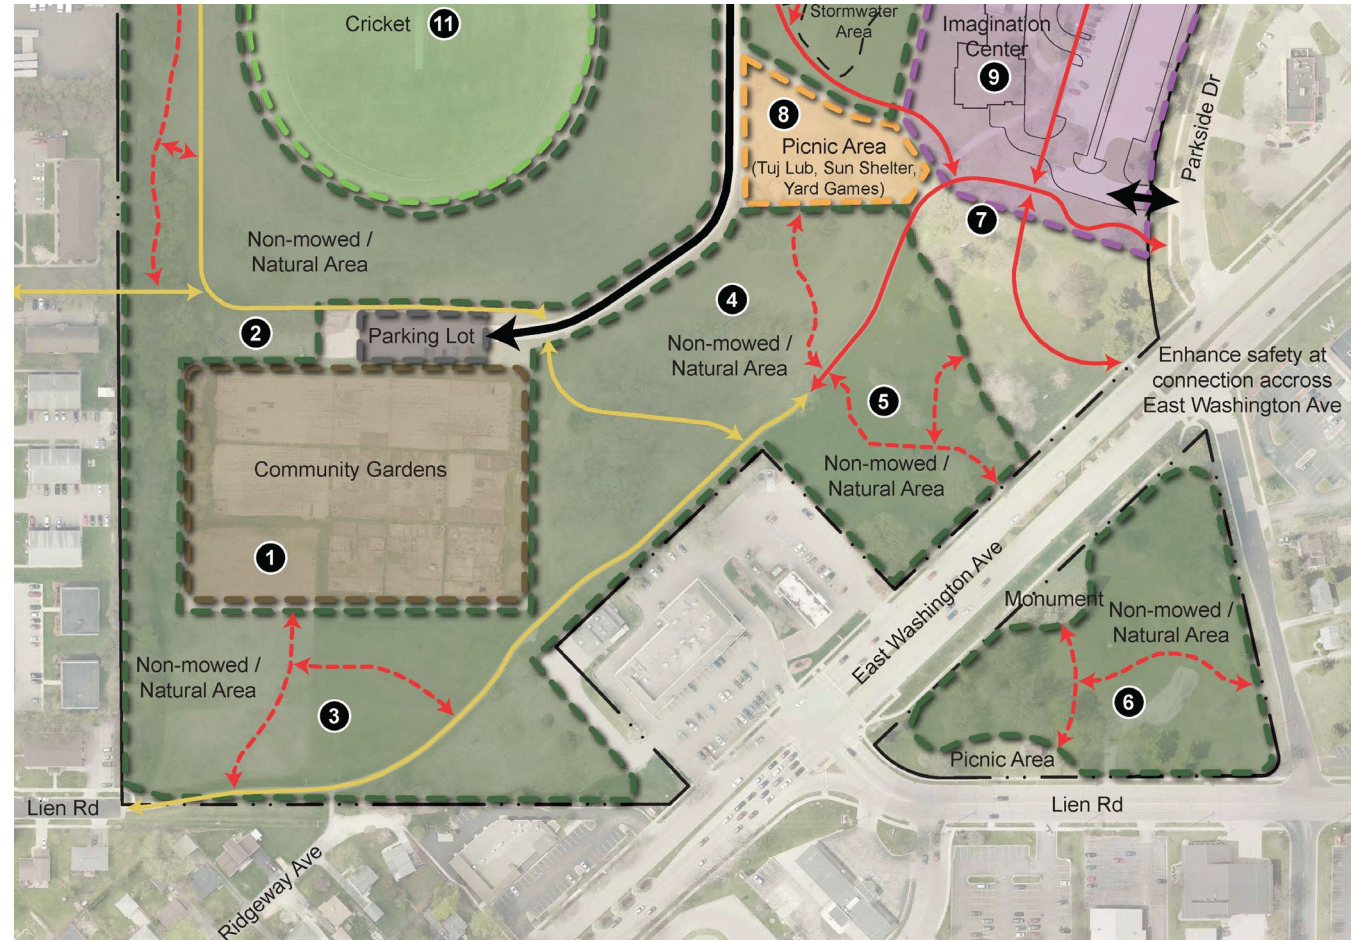 Cricket 11
Stormwater
Area
Imagination
Center
9
Parkside Dr
8
Picnic Area
(Tuj Lub, Sun Shelter,
Yard Games)
7
Non-mowed /
Natural Area
2
Parking Lot
4
Non-mowed /
Natural Area
Enhance safety at
connection accross
East Washington Ave
5
Non-mowed /
Natural Area
Community Gardens
1
East Washington Ave
Monument
Non-mowed /
Natural Area
6
Picnic Area
Non-mowed /
Natural Area
3
Lien Rd
Lien Rd
Ridgeway Ave